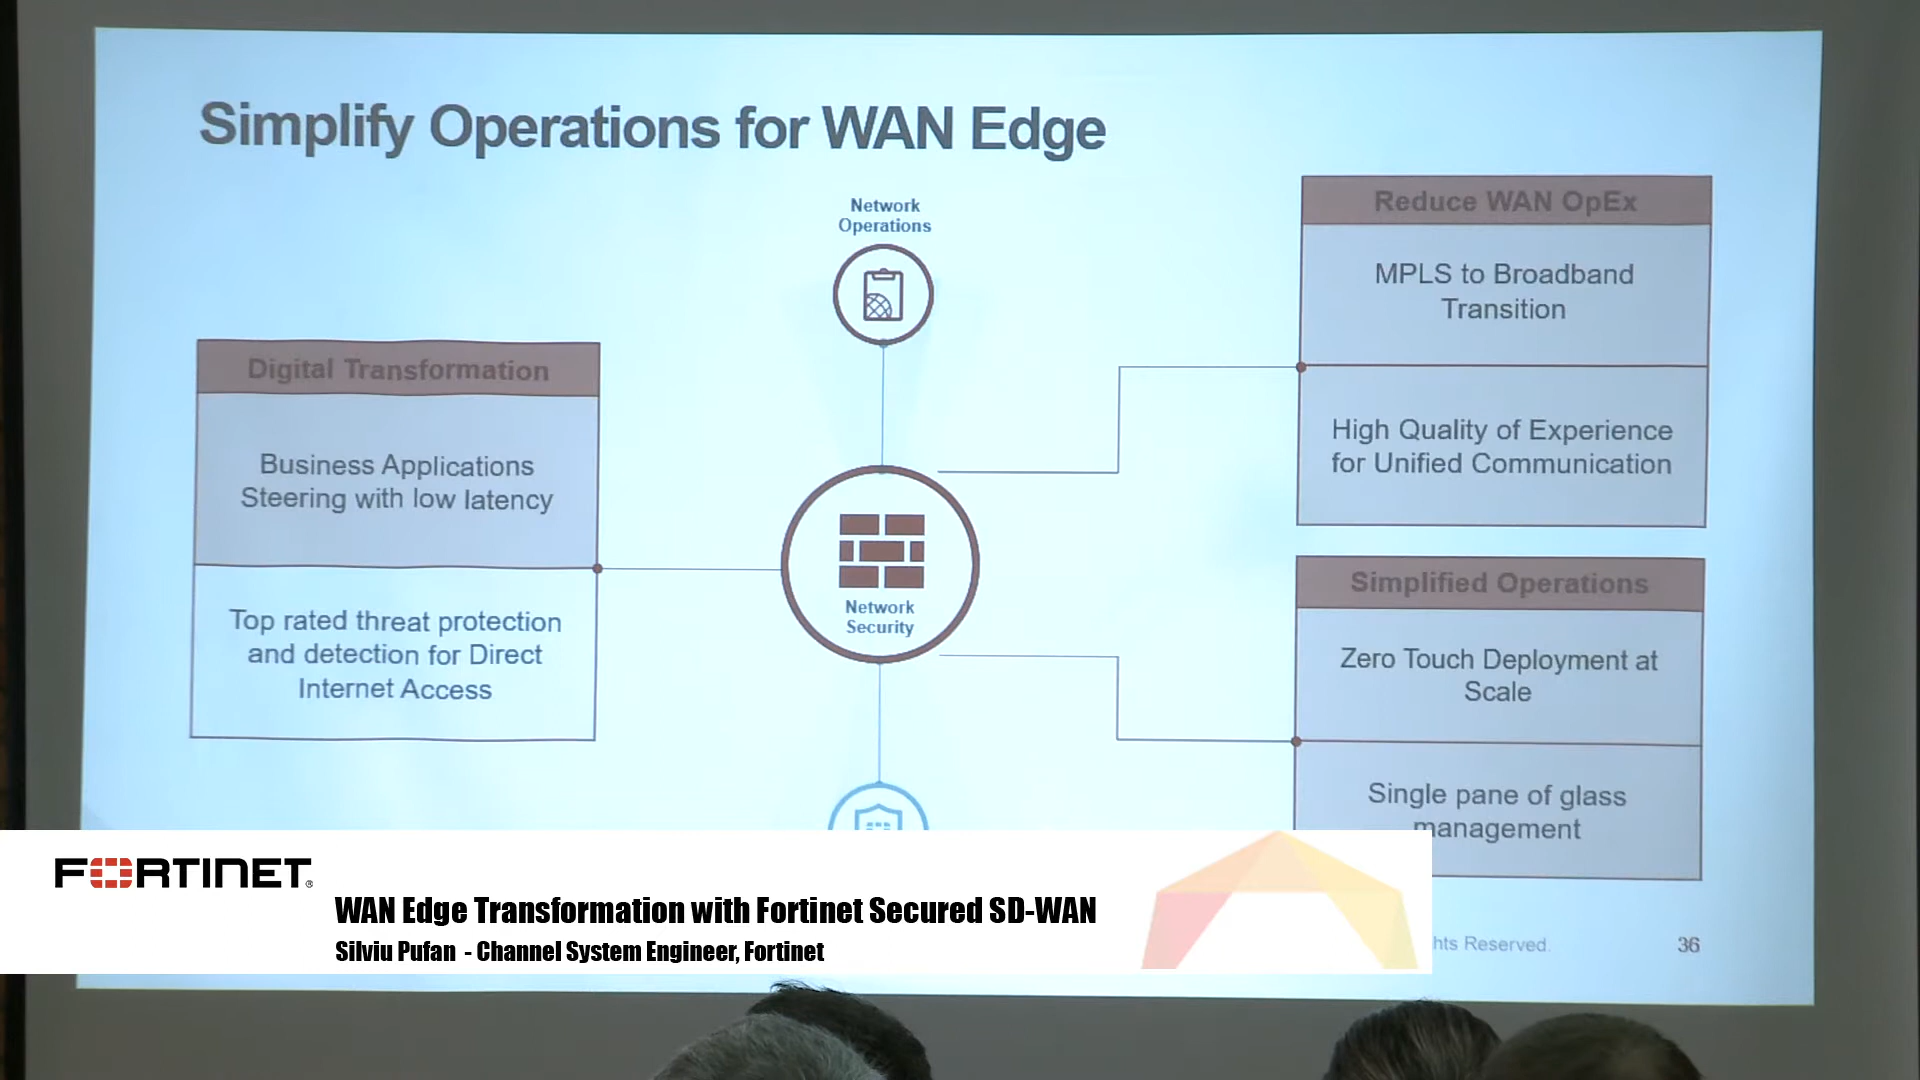 Simplify Operations for WAN Edge
Network
Operations
Digital Transformation
Business Applications
Steering with low latency
Top rated threat protection
and detection for Direct
Internet Access
Network
Security
Reduce WAN OpEx
MPLS to Broadband
Transition
High Quality of Experience
for Unified Communication
Simplified Operations
Zero Touch Deployment at
Scale
Single pane of glass
management
FORTINET®
WAN Edge Transformation with Fortinet Secured SD-WAN
Silviu Pufan - Channel System Engineer, Fortinet
Reserved.
36